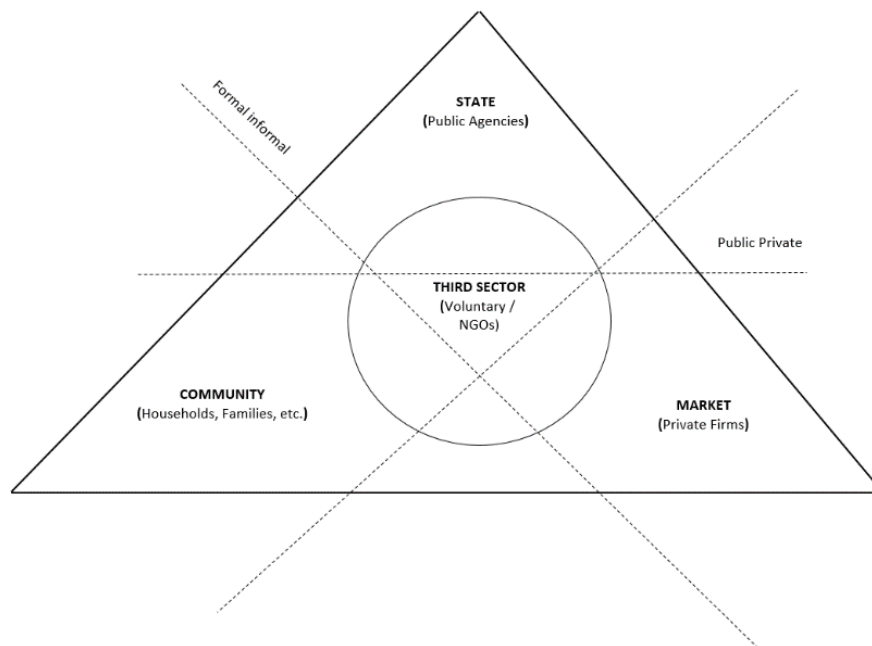 STATE
(Public Agencies)
Formal informal
Public Private
THIRD SECTOR
(Voluntary /
NGOs)
COMMUNITY
(Households, Families, etc.)
MARKET
(Private Firms)